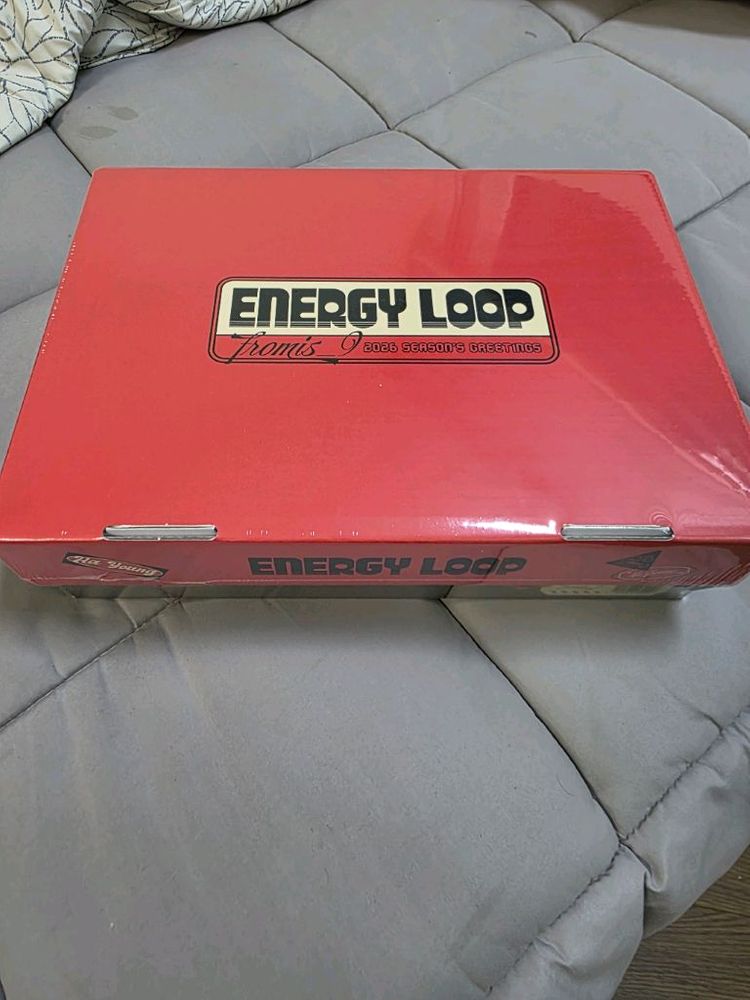 ENERGY LOOP
fromis_9 2026 SEASON'S GREETINGS
Ha Young ENERGY LOOP